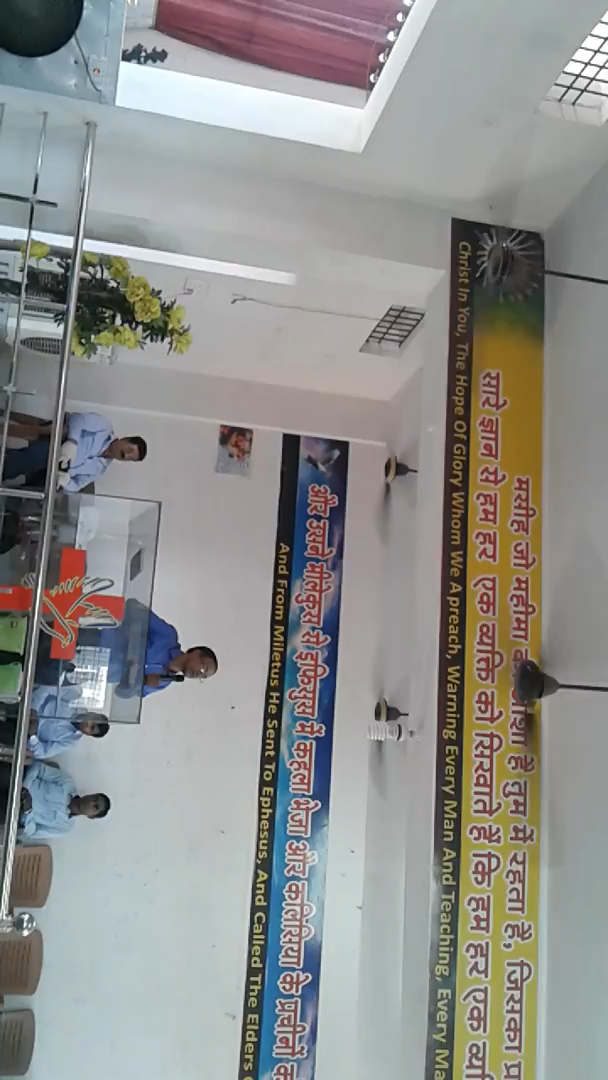 मसीह जो महीमा की आशा है तुम में रहता है, जिसका
सारे ज्ञान से हम हर एक व्यक्ति को सिखाते हैं कि हम हर एक
Christ In You, The Hope Of Glory Whom We Apreach, Warning Every Man And Teaching, Every
और उसने मीलेकुस से इफिसुस में कहला भेजा और कलिसिया के प्रचीनों
And From Miletus He Sent To Ephesus, And Called The Elders